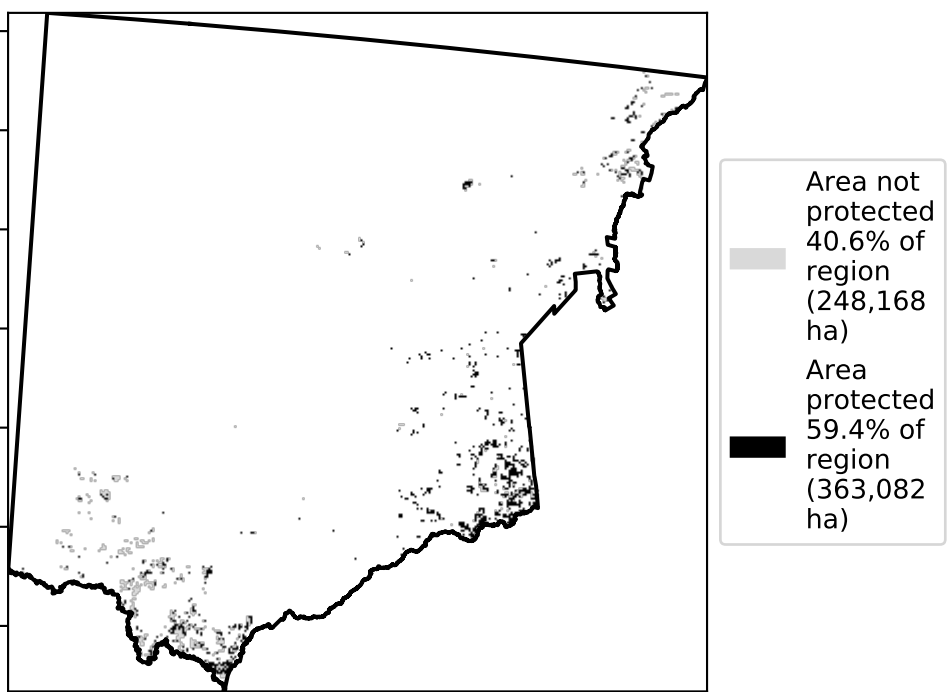 Area not
protected
40.6% of
region
(248,168
ha)
Area
protected
59.4% of
region
(363,082
ha)